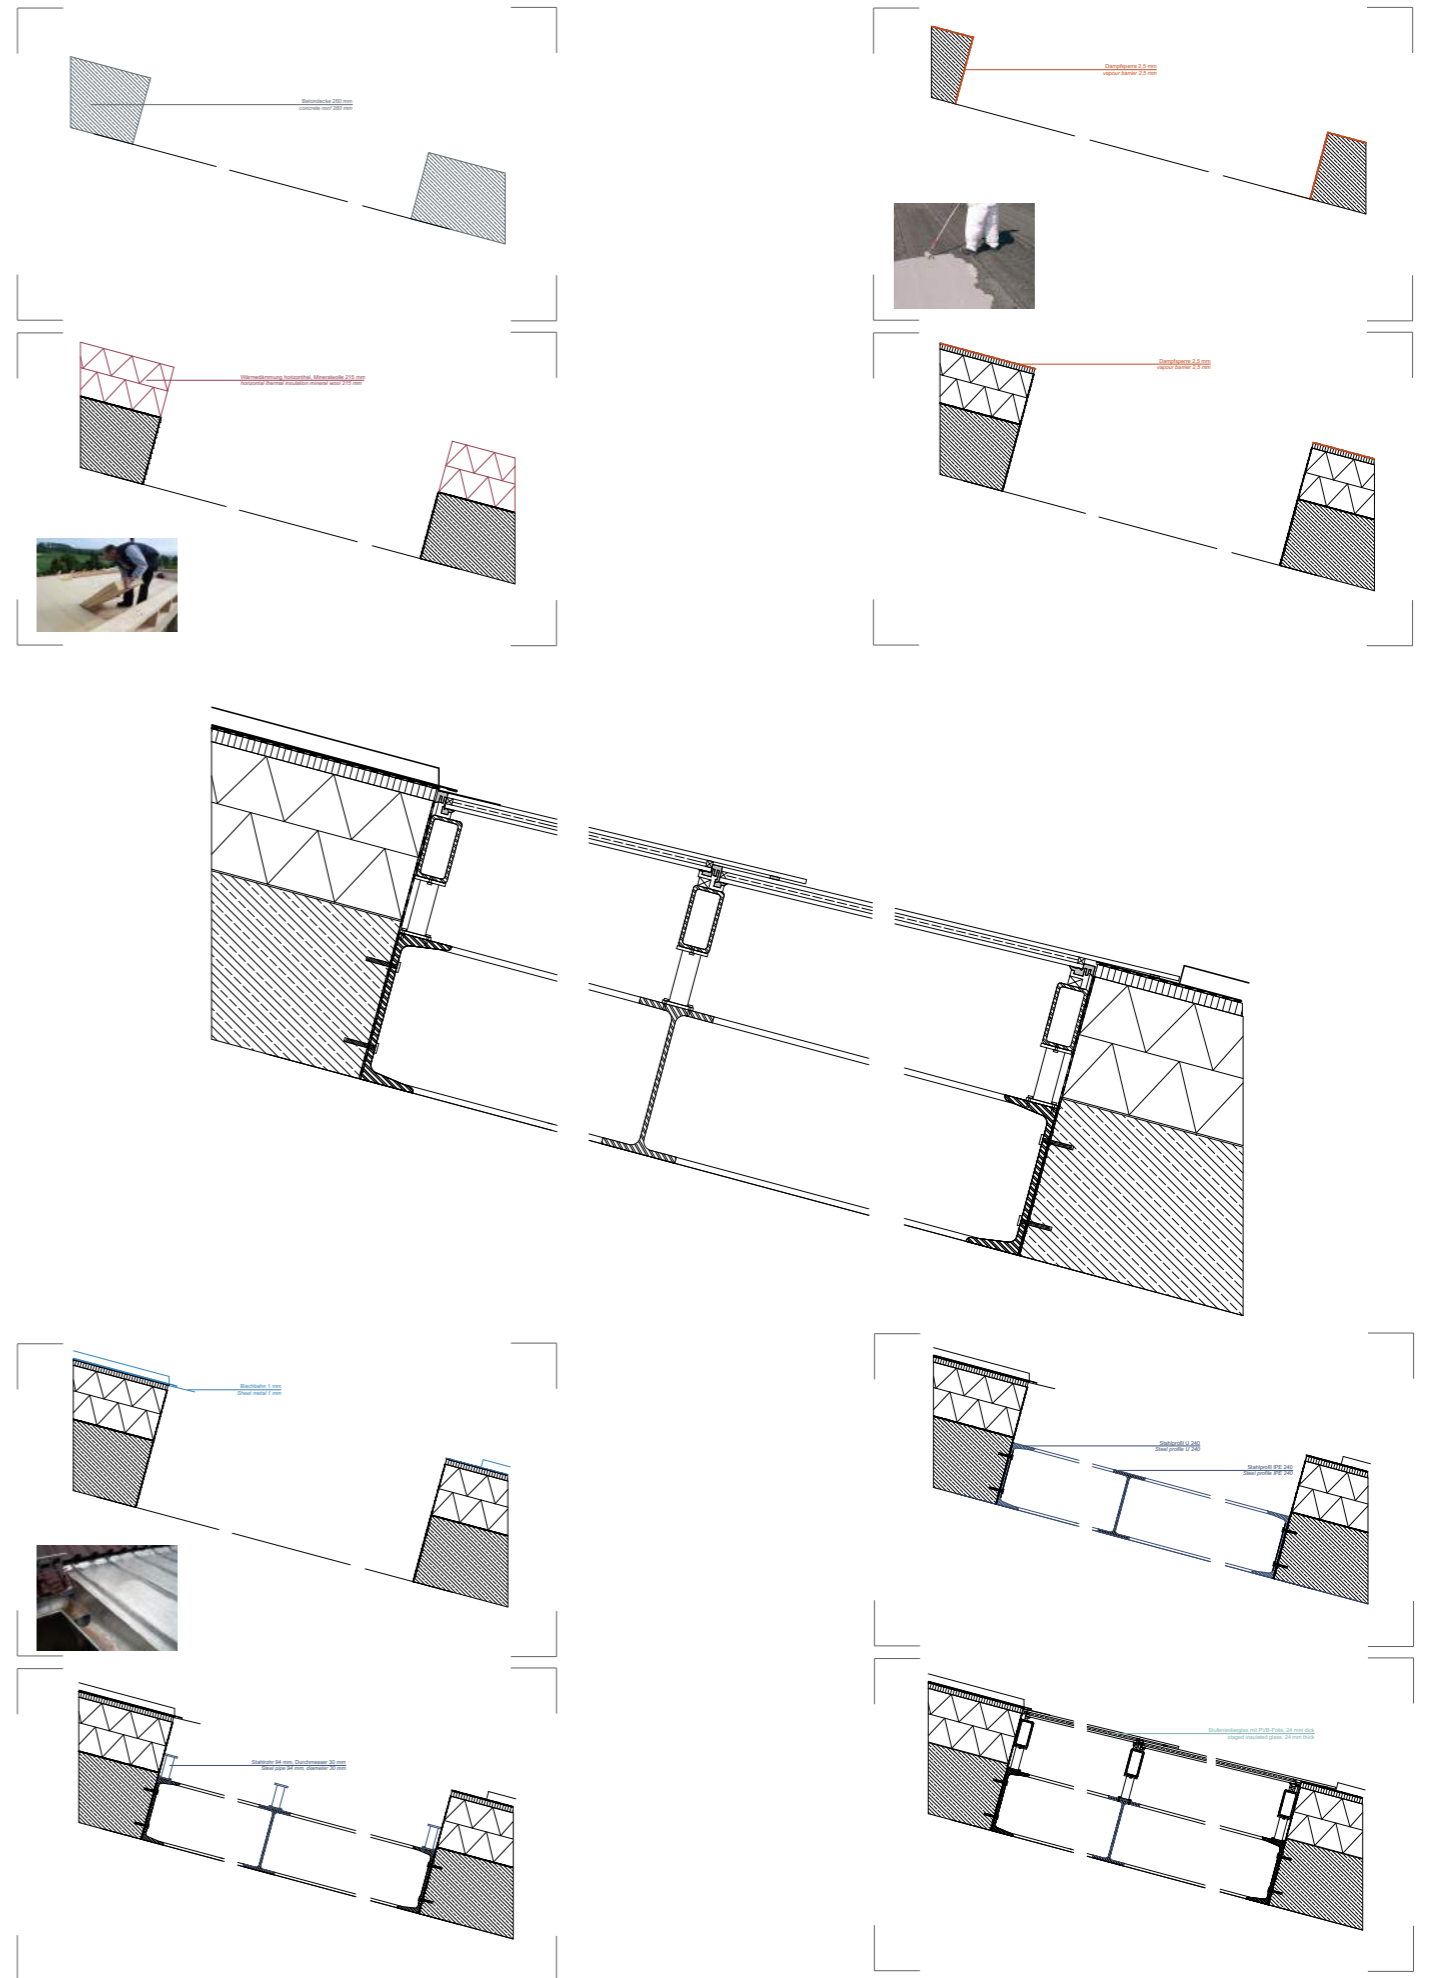 Betondecke 280 mm
concrete roof 280 mm
Dampfsperre 2,5 mm
vapour barrier 2,5 mm
Wärmedämmung horizonthal, Mineralwolle 215 mm
horizontal thermal insulation mineral wool 215 mm
Dampfsperre 2,5 mm
vapour barrier 2,5 mm
Blechbahn 1 mm
Sheet metal 1 mm
Stahlprofil U 240
Steel profile U 240
Stahlprofil IPE 240
Steel profile IPE 240
Stahlrohr 94 mm, Durchmesser 30 mm
Steel pipe 94 mm, diameter 30 mm
Stufenisolierglas mit PVB-Folie, 24 mm dick
staged insulated glass, 24 mm thick